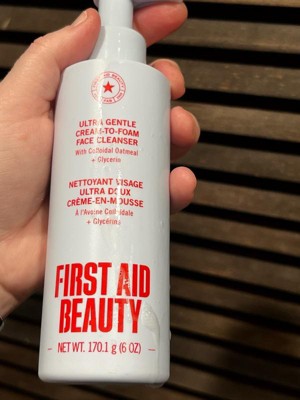 ULTRA GENTLE
CREAM-TO-FOAM
FACE CLEANSER
With Colloidal Oatmeal
+ Glycerin
NETTOYANT VISAGE
ULTRA DOUX
CRÈME-EN-MOUSSE
À l'Avoine Colloïdale
+ Glycérine
FIRST AID
BEAUTY
NET WT. 170.1 g (6 OZ)